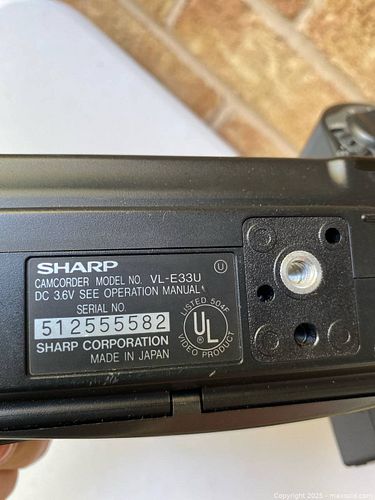 SHARP
U
CAMCORDER MODEL NO. VL-E33U
DC 3.6V SEE OPERATION MANUAL
SERIAL NO.
512555582
SHARP CORPORATION
MADE IN JAPAN
LISTED 504F
UL
VIDEO PRODUCT
Copyright 2025 - maxsold.com